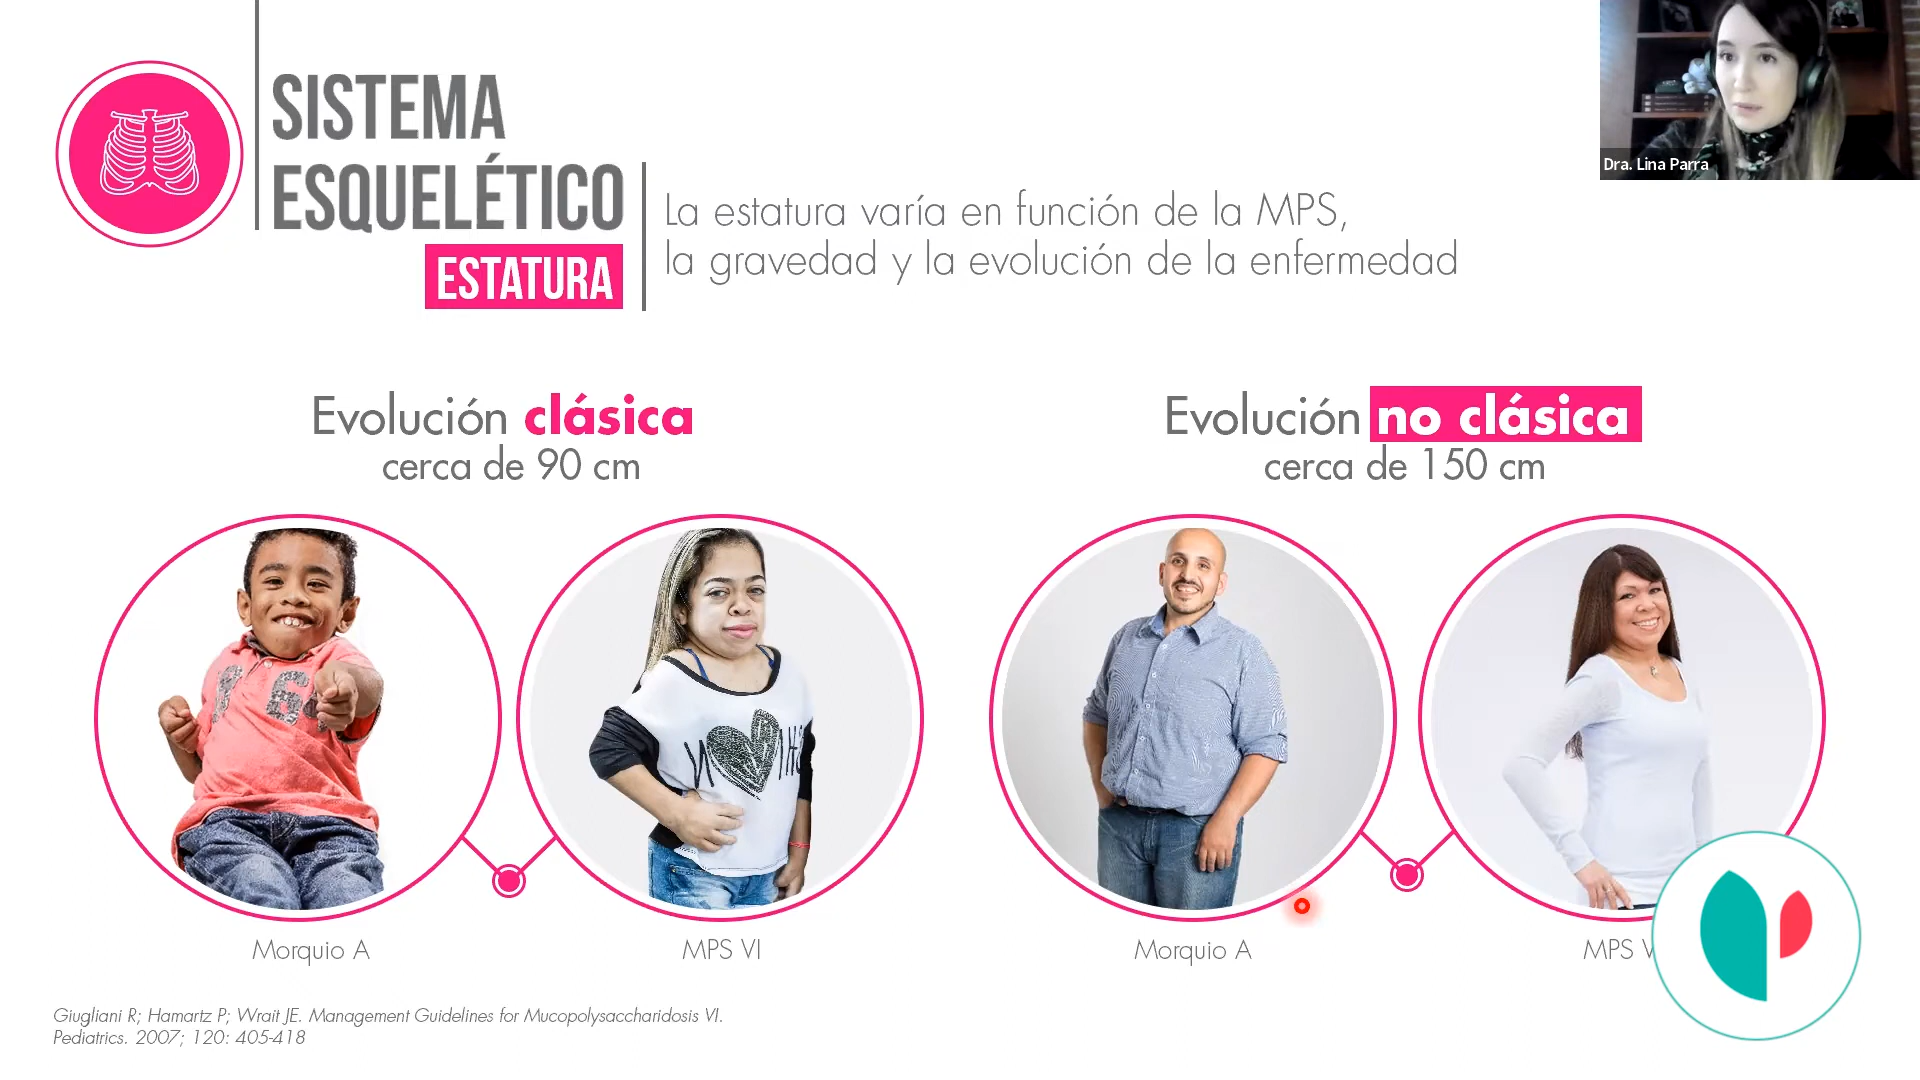 SISTEMA
ESQUELÉTICO
ESTATURA
La estatura varía en función de la MPS,
la gravedad y la evolución de la enfermedad
Dra. Lina Parra
Evolución clásica
cerca de 90 cm
Evolución no clásica
cerca de 150 cm
Morquio A
MPS VI
Morquio A
MPS
Giugliani R; Hamartz P; Wrait JE. Management Guidelines for Mucopolysaccharidosis VI.
Pediatrics. 2007; 120: 405-418